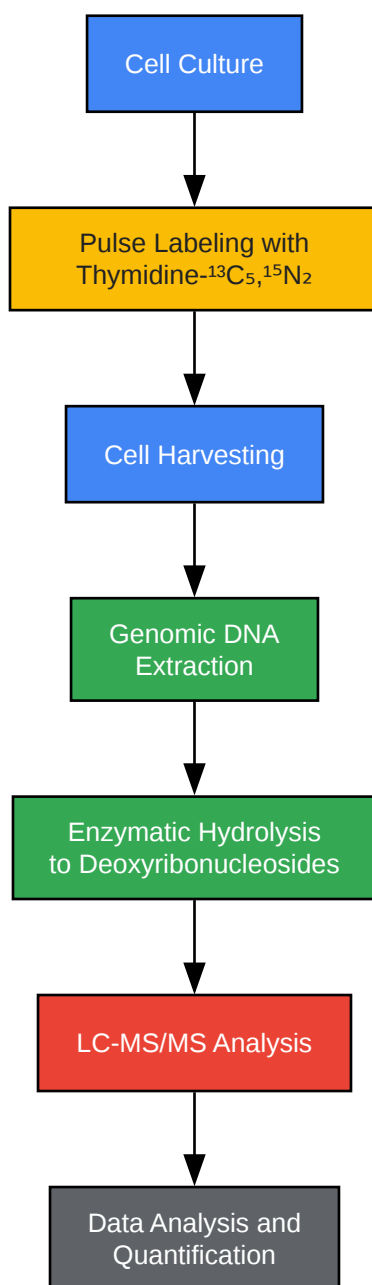 Cell Culture
Pulse Labeling with
Thymidine-¹³C₅,¹⁵N₂
Cell Harvesting
Genomic DNA
Extraction
Enzymatic Hydrolysis
to Deoxyribonucleosides
LC-MS/MS Analysis
Data Analysis and
Quantification